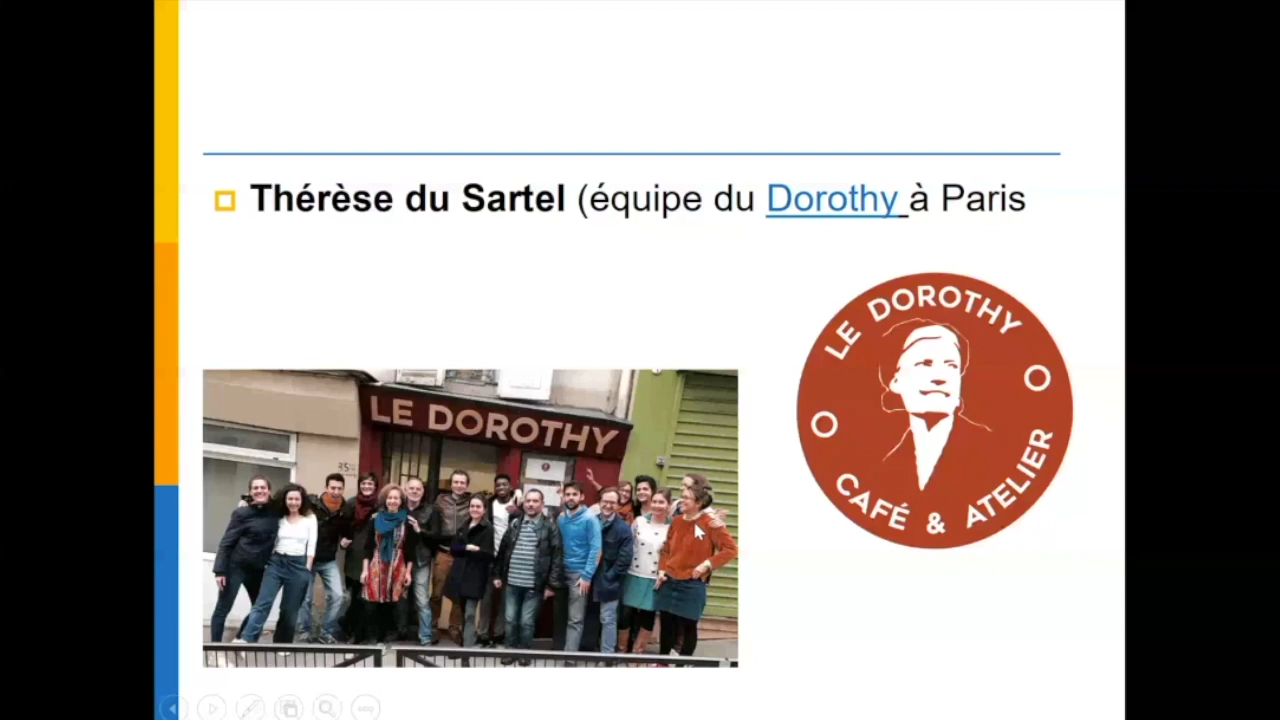 Thérèse du Sartel (équipe du Dorothy à Paris
LE DOROTHY
CAFÉ & ATELIER
LE DOROTHY